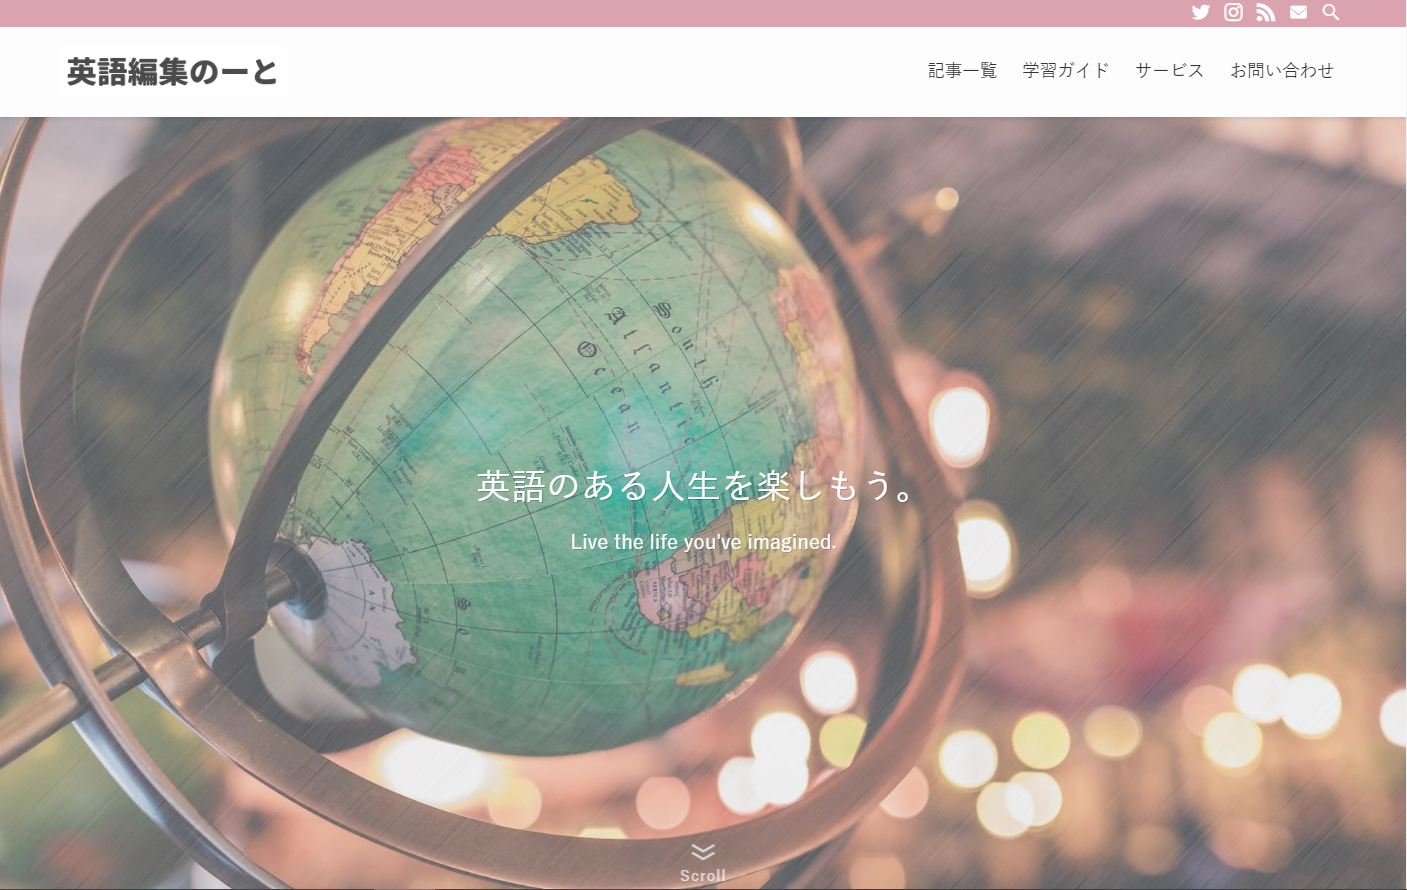 英語編集のーと
記事一覧 学習ガイド サービス お問い合わせ
ARGENTINA
South
Atlantic
Ocean
英語のある人生を楽しもう。
Live the life you've imagined.
Scroll